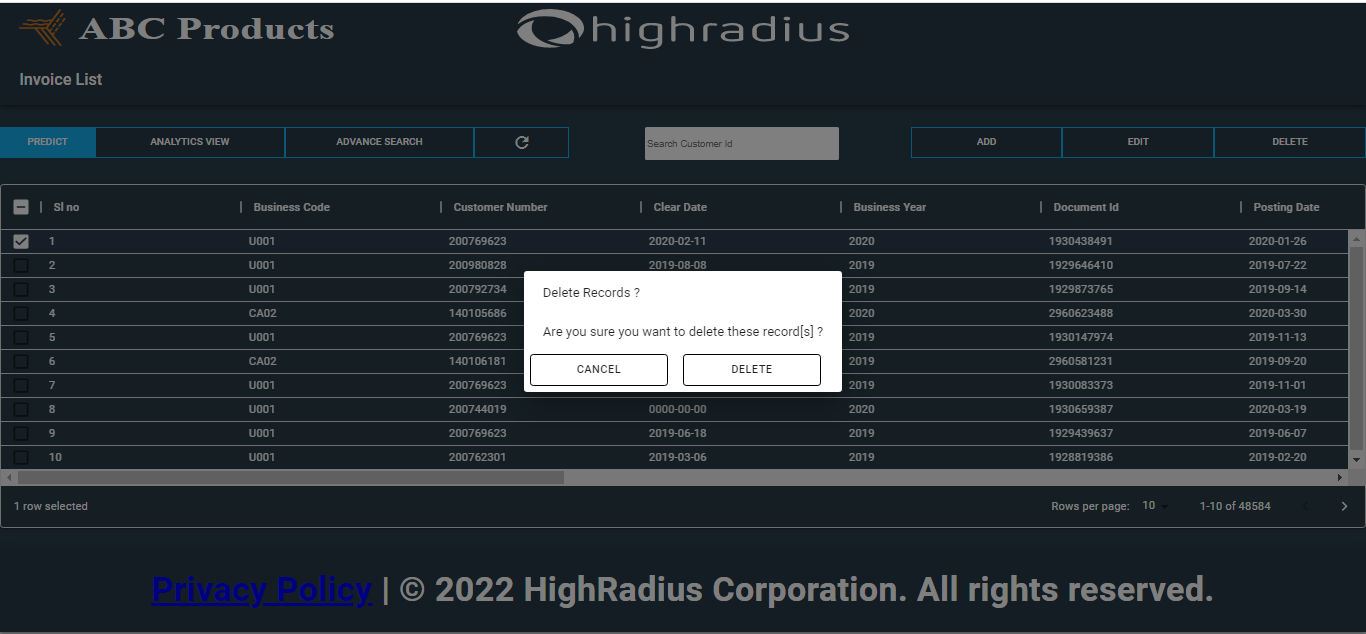 ABC Products highradius
Invoice List
PREDICT ANALYTICS VIEW ADVANCE SEARCH Search Customer Id ADD EDIT DELETE
Sl no Business Code Customer Number Clear Date Business Year Document Id Posting Date
1 U001 200769623 2020-02-11 2020 1930438491 2020-01-26
2 U001 200980828 2019-08-08 2019 1929646410 2019-07-22
3 U001 200792734 2019 1929873765 2019-09-14
4 CA02 140105686 2020 2960623488 2020-03-30
5 U001 200769623 2019 1930147974 2019-11-13
6 CA02 140106181 2019 2960581231 2019-09-20
7 U001 200769623 2019 1930083373 2019-11-01
8 U001 200744019 0000-00-00 2020 1930659387 2020-03-19
9 U001 200769623 2019-06-18 2019 1929439637 2019-06-07
10 U001 200762301 2019-03-06 2019 1928819386 2019-02-20
Delete Records ?
Are you sure you want to delete these record[s] ?
CANCEL DELETE
1 row selected Rows per page: 10 1-10 of 48584
Privacy Policy | © 2022 HighRadius Corporation. All rights reserved.